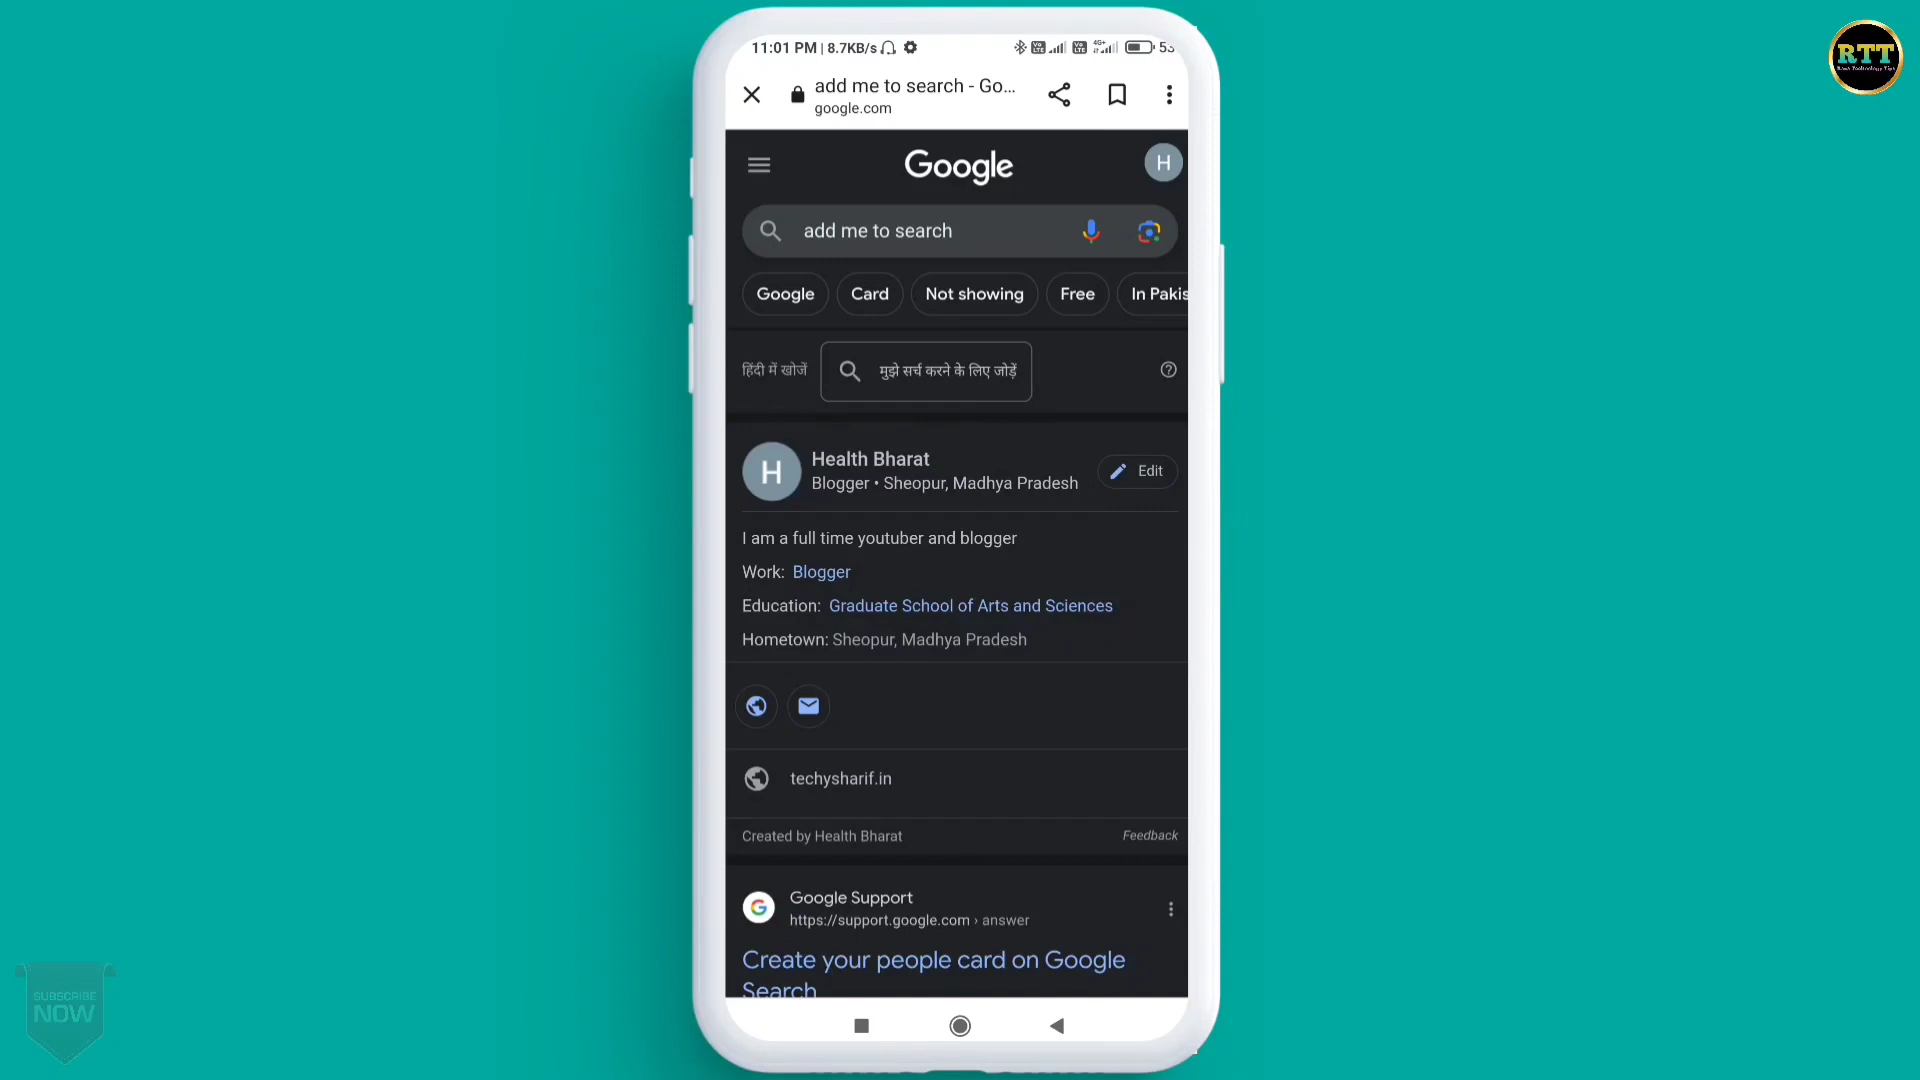 RTT
11:01 PM | 8.7KB/s
4G+
53
add me to search - Go...
google.com
Google
H
add me to search
Google
Card
Not showing
Free
In Pakis
हिंदी में खोजें
मुझे सर्च करने के लिए जोड़ें
H
Health Bharat
Blogger • Sheopur, Madhya Pradesh
Edit
I am a full time youtuber and blogger
Work: Blogger
Education: Graduate School of Arts and Sciences
Hometown: Sheopur, Madhya Pradesh
techysharif.in
Created by Health Bharat
Feedback
Google Support
https://support.google.com › answer
Create your people card on Google
Search
SUBSCRIBE
NOW